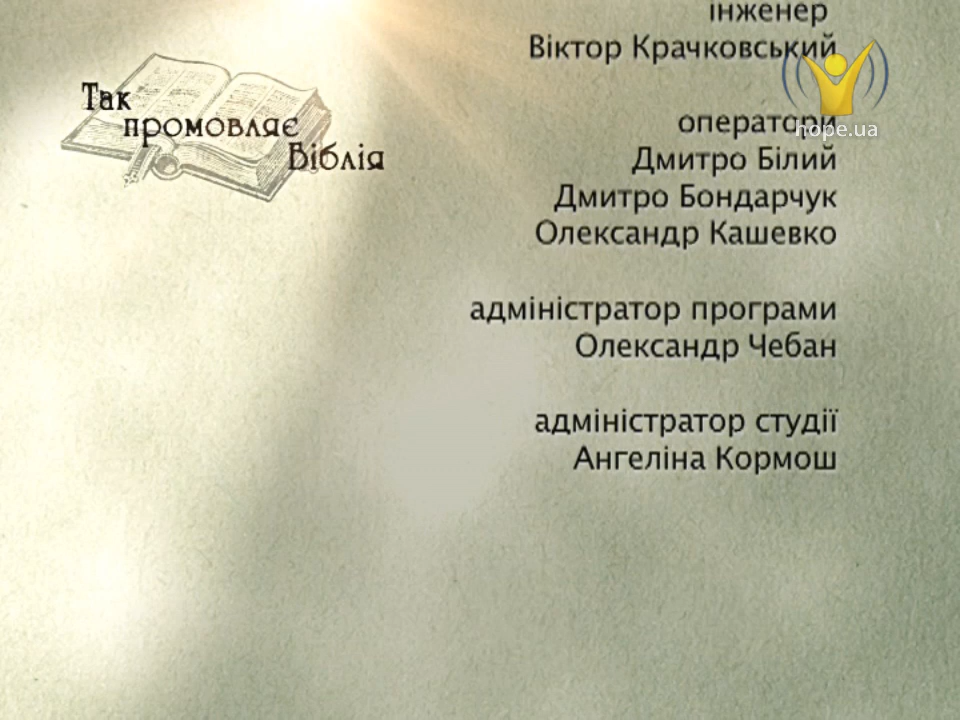 інженер
Віктор Крачковський
hope.ua
Так
промовляє
Біблія
оператори
Дмитро Білий
Дмитро Бондарчук
Олександр Кашевко
адміністратор програми
Олександр Чебан
адміністратор студії
Ангеліна Кормош